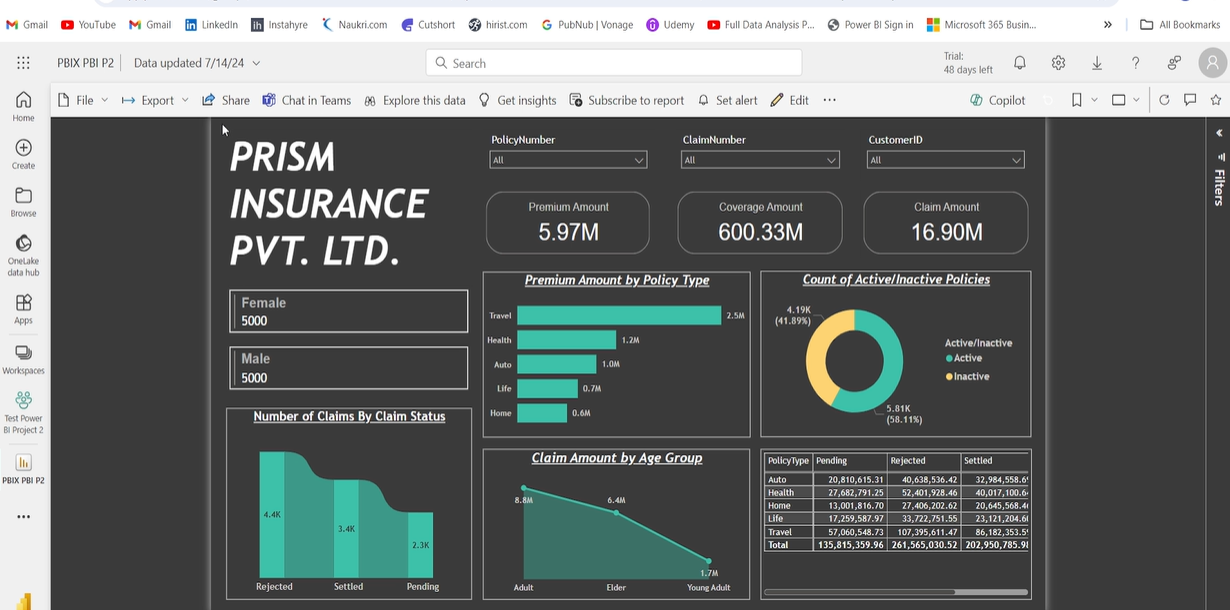 Gmail
YouTube
Gmail
LinkedIn
Instahyre
Naukri.com
Cutshort
hirist.com
PubNub | Vonage
Udemy
Full Data Analysis P...
Power BI Sign in
Microsoft 365 Busin...
»
All Bookmarks
PBIX PBI P2
Data updated 7/14/24
Search
Trial:
48 days left
File
Export
Share
Chat in Teams
Explore this data
Get insights
Subscribe to report
Set alert
Edit
Copilot
Home
Create
Browse
OneLake
data hub
Apps
Workspaces
Test Power
BI Project 2
PBIX PBI P2
Filters
PRISM
INSURANCE
PVT. LTD.
PolicyNumber
All
ClaimNumber
All
CustomerID
All
Premium Amount
5.97M
Coverage Amount
600.33M
Claim Amount
16.90M
Female
5000
Male
5000
Premium Amount by Policy Type
Travel 2.5M
Health 1.2M
Auto 1.0M
Life 0.7M
Home 0.6M
Count of Active/Inactive Policies
4.19K
(41.89%)
5.81K
(58.11%)
Active/Inactive
Active
Inactive
Number of Claims By Claim Status
4.4K
3.4K
2.3K
Rejected Settled Pending
Claim Amount by Age Group
8.8M
6.4M
1.7M
Adult Elder Young Adult
PolicyType Pending Rejected Settled
Auto 20,810,615.31 40,638,536.42 32,984,558.6
Health 27,682,791.25 52,401,928.46 40,017,100.6
Home 13,001,816.70 27,406,202.62 20,645,568.4
Life 17,259,587.97 33,722,751.55 23,121,204.6
Travel 57,060,548.73 107,395,611.47 86,182,353.5
Total 135,815,359.96 261,565,030.52 202,950,785.9